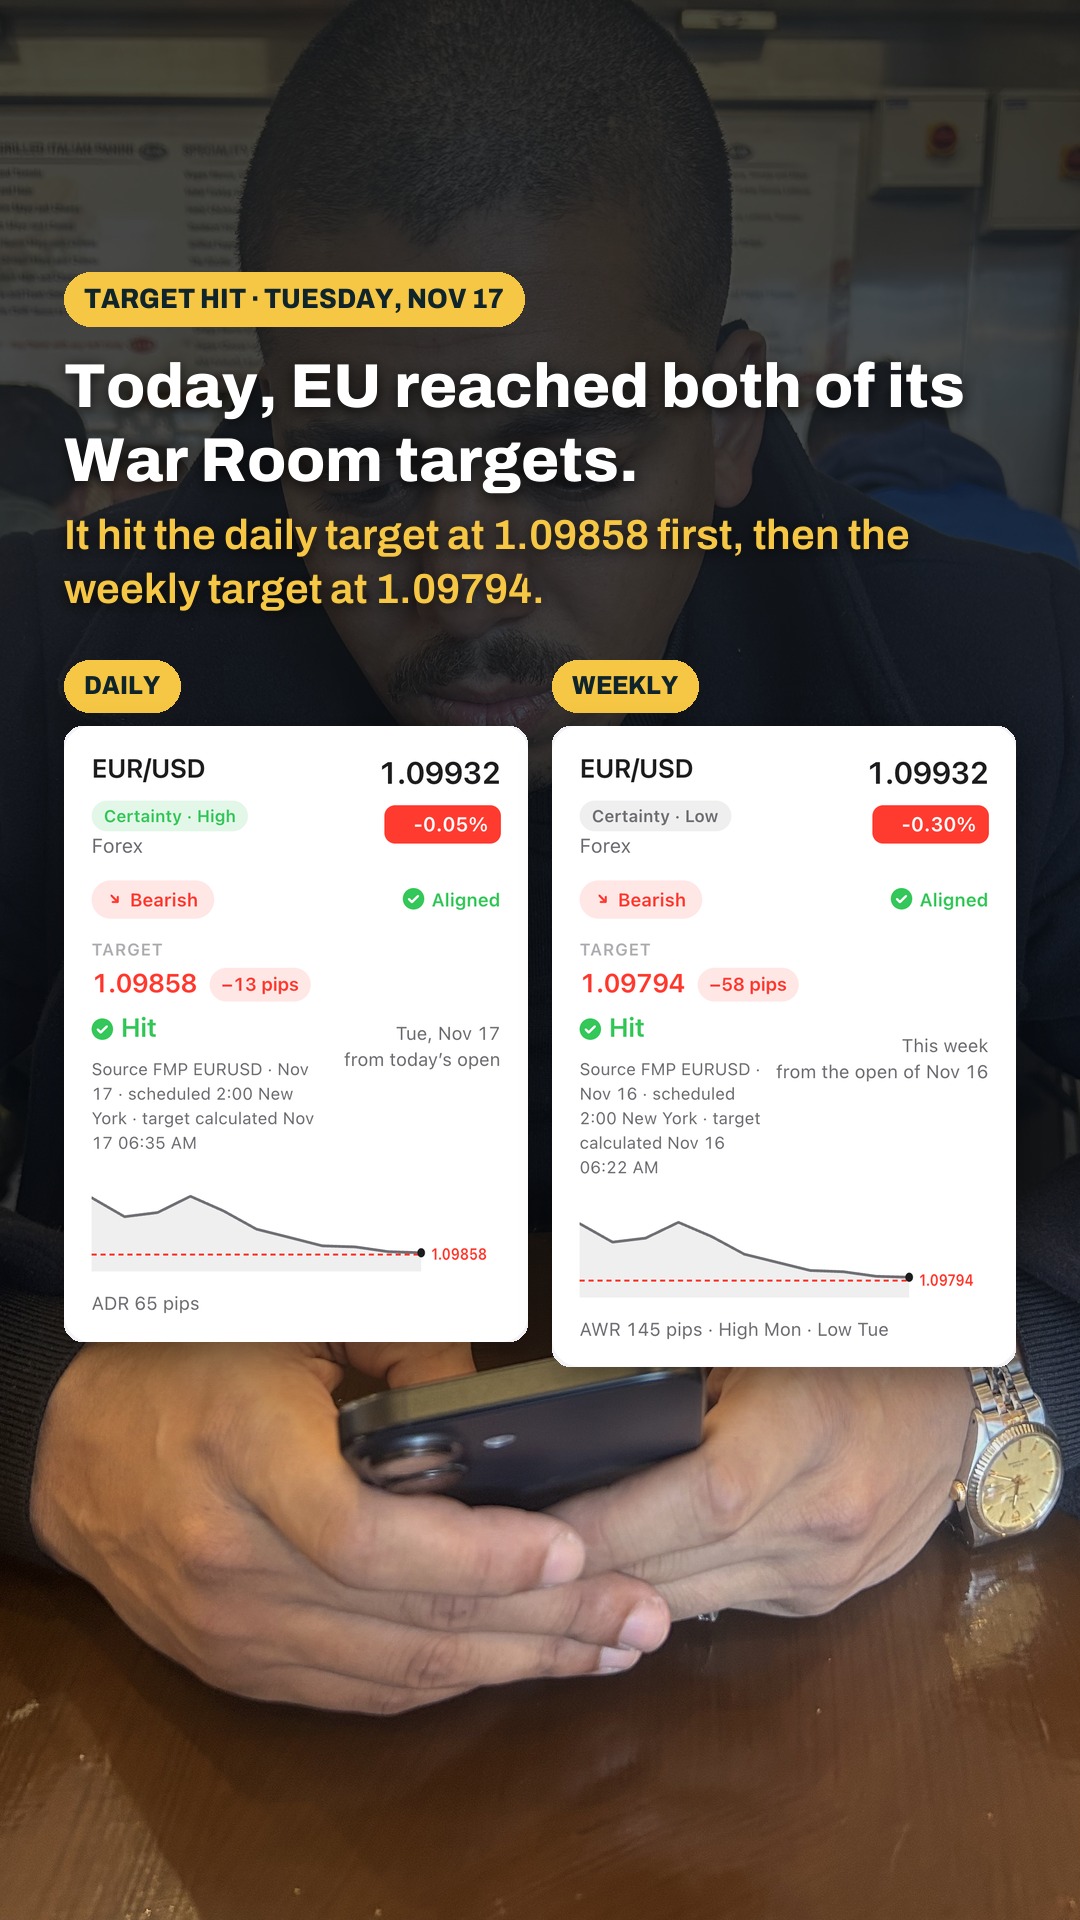 GRILLED ITALIAN PANINI
TARGET HIT · TUESDAY, NOV 17
Today, EU reached both of its
War Room targets.
It hit the daily target at 1.09858 first, then the
weekly target at 1.09794.
DAILY
EUR/USD
1.09932
Certainty · High
-0.05%
Forex
Bearish
Aligned
TARGET
1.09858
−13 pips
Hit
Tue, Nov 17
from today’s open
Source FMP EURUSD · Nov
17 · scheduled 2:00 New
York · target calculated Nov
17 06:35 AM
1.09858
ADR 65 pips
WEEKLY
EUR/USD
1.09932
Certainty · Low
-0.30%
Forex
Bearish
Aligned
TARGET
1.09794
−58 pips
Hit
This week
from the open of Nov 16
Source FMP EURUSD ·
Nov 16 · scheduled
2:00 New York · target
calculated Nov 16
06:22 AM
1.09794
AWR 145 pips · High Mon · Low Tue